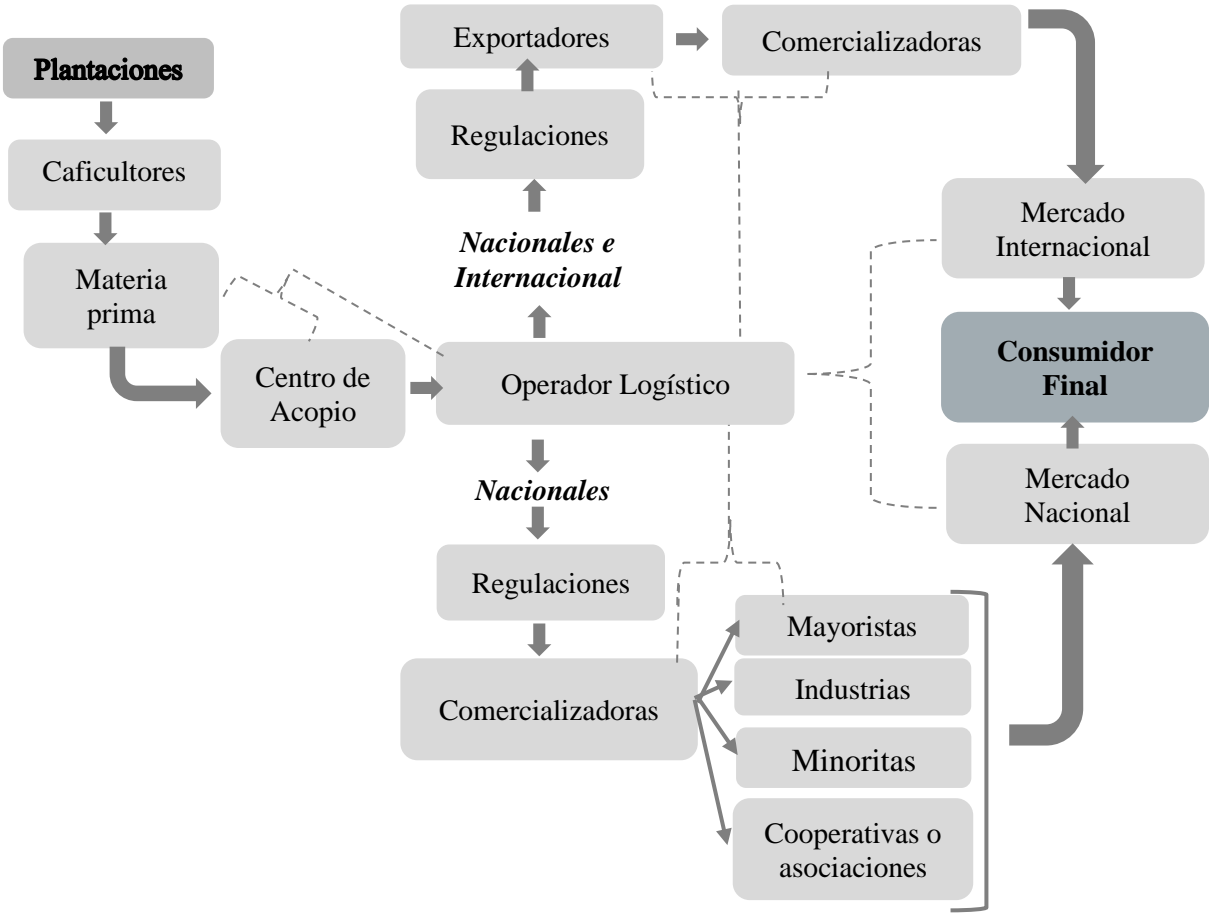 Plantaciones
Caficultores
Materia
prima
Centro de
Acopio
Operador Logístico
Nacionales e
Internacional
Regulaciones
Exportadores
Comercializadoras
Mercado
Internacional
Consumidor
Final
Mercado
Nacional
Nacionales
Regulaciones
Comercializadoras
Mayoristas
Industrias
Minoritas
Cooperativas o
asociaciones